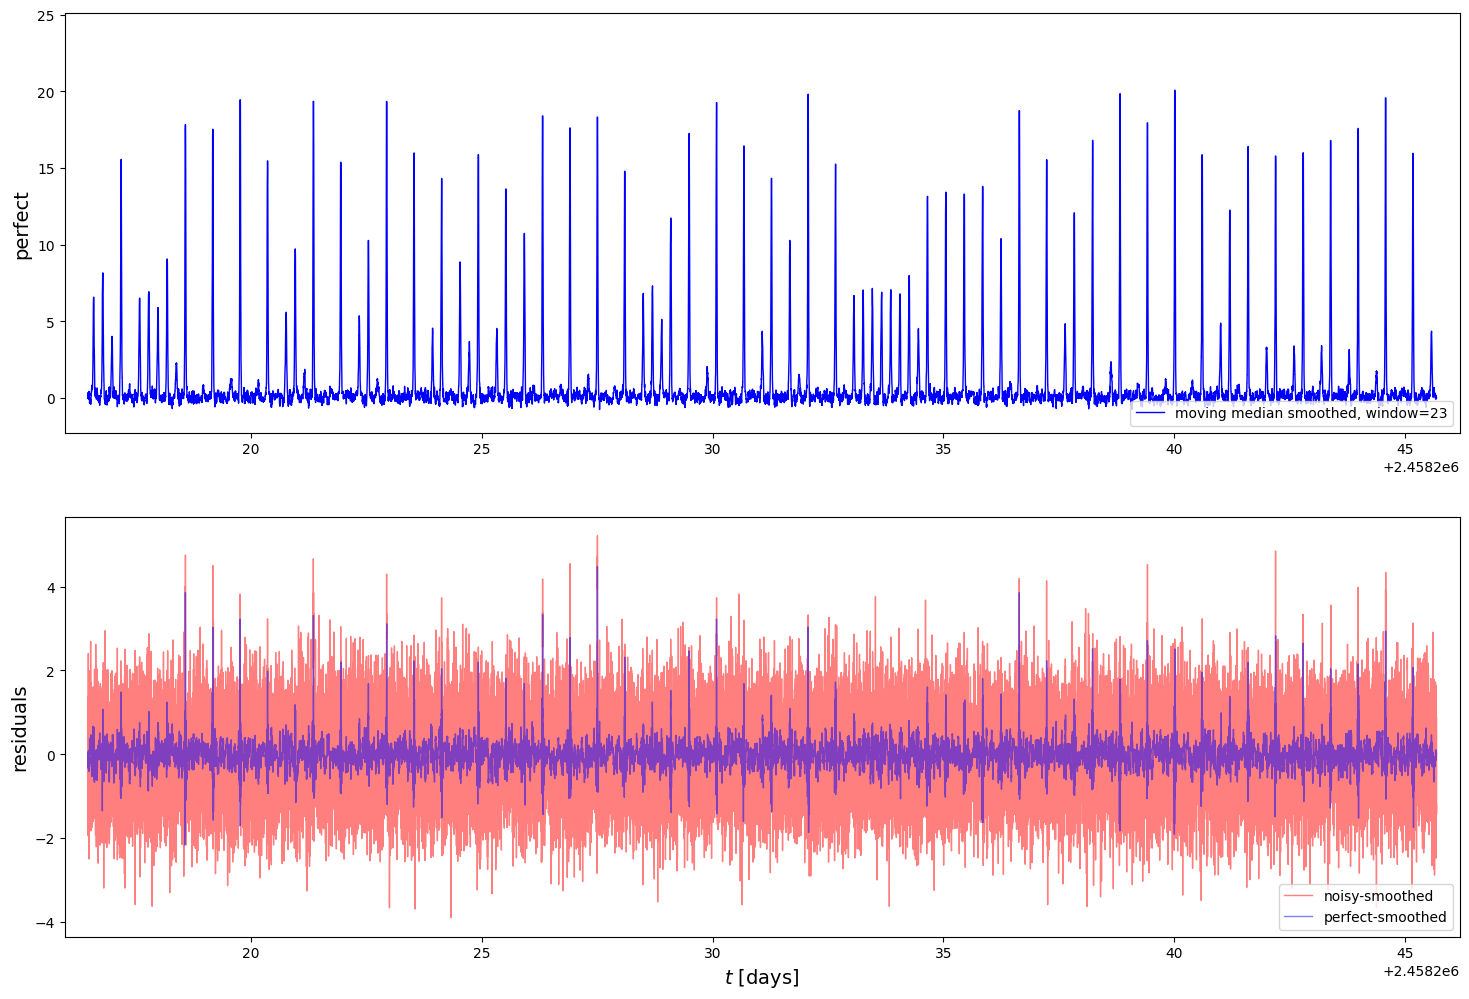 25
20
15
10
5
0
perfect
moving median smoothed, window=23
20 25 30 35 40 45
+2.4582e6
4
2
0
−2
−4
residuals
noisy-smoothed
perfect-smoothed
20 25 30 35 40 45
+2.4582e6
t [days]